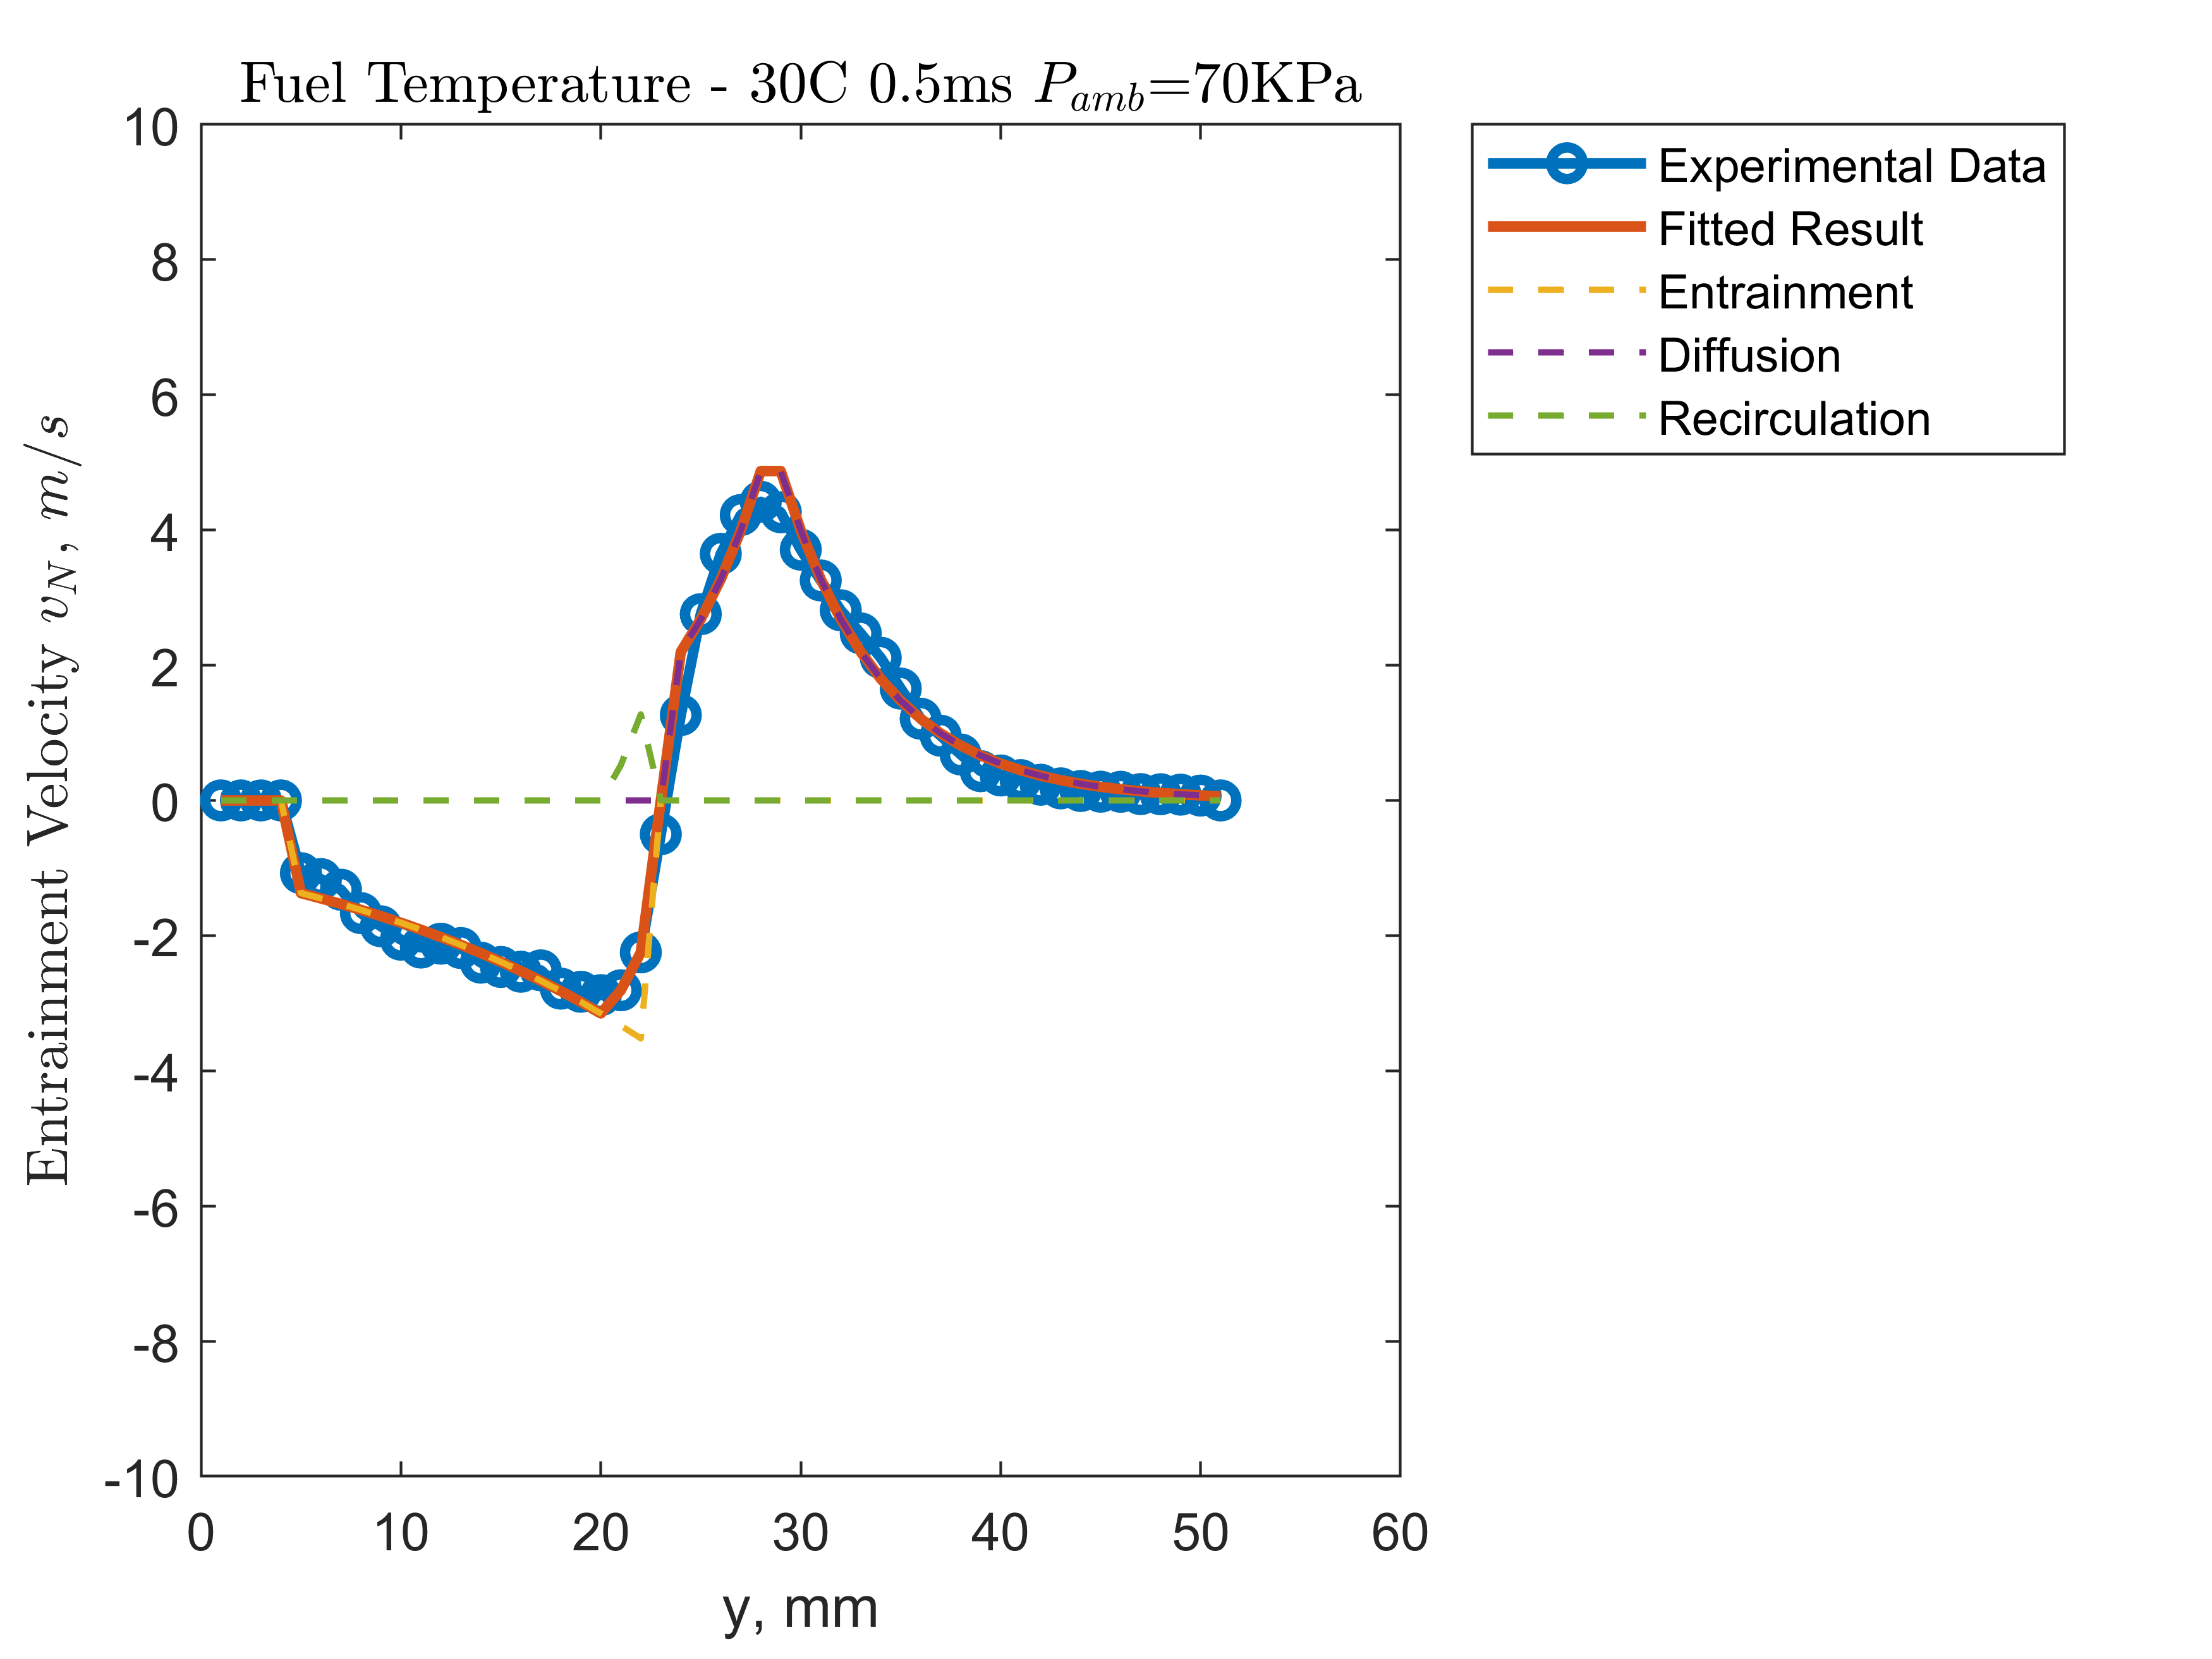 Fuel Temperature - 30C 0.5ms P_amb=70KPa
10
8
6
4
2
0
-2
-4
-6
-8
-10
0 10 20 30 40 50 60
Entrainment Velocity v_N, m/s
y, mm
Experimental Data
Fitted Result
Entrainment
Diffusion
Recirculation